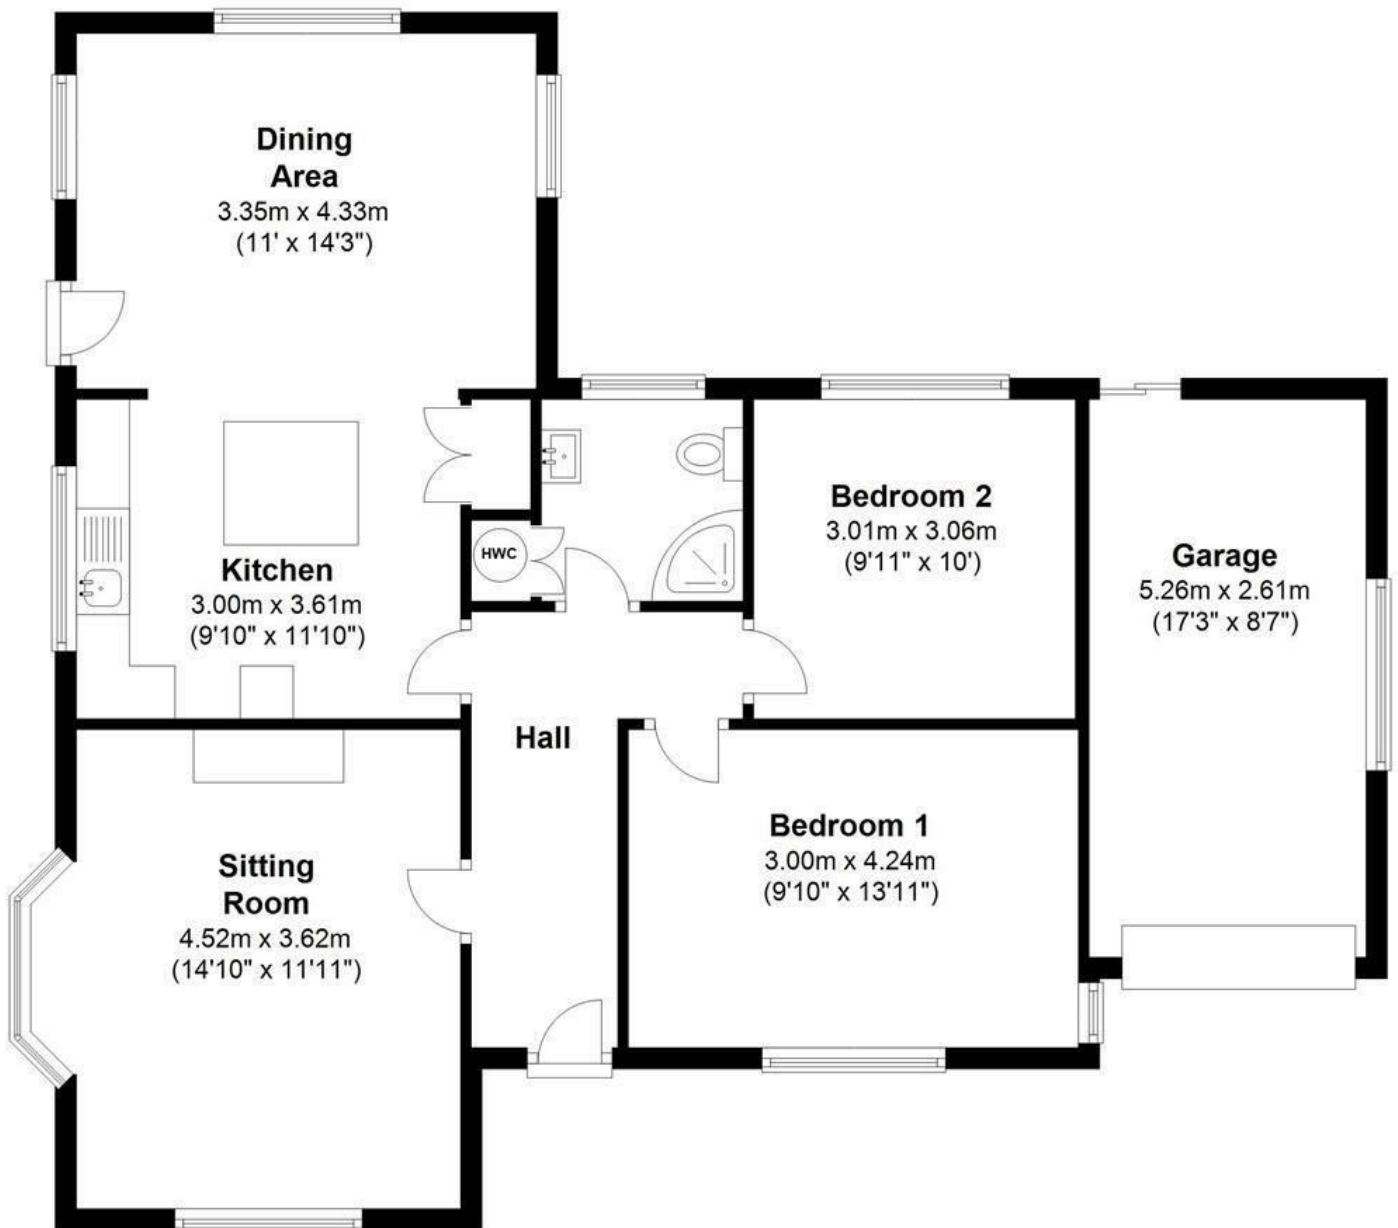 Dining
Area
3.35m x 4.33m
(11' x 14'3")
HWC
Kitchen
3.00m x 3.61m
(9'10" x 11'10")
Bedroom 2
3.01m x 3.06m
(9'11" x 10')
Garage
5.26m x 2.61m
(17'3" x 8'7")
Hall
Sitting
Room
4.52m x 3.62m
(14'10" x 11'11")
Bedroom 1
3.00m x 4.24m
(9'10" x 13'11")